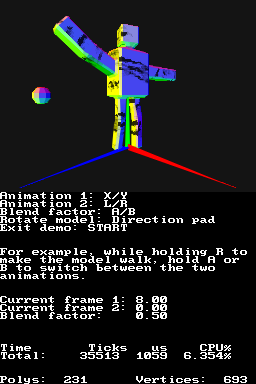 Animation 1: X/Y
Animation 2: L/R
Blend factor: A/B
Rotate model: Direction pad
Exit demo: START
For example, while holding R to
make the model walk, hold A or
B to switch between the two
animations.
Current frame 1: 8.00
Current frame 2: 0.00
Blend factor: 0.50
Time Ticks us CPU%
Total: 35513 1059 6.354%
Polys: 231 Vertices: 693